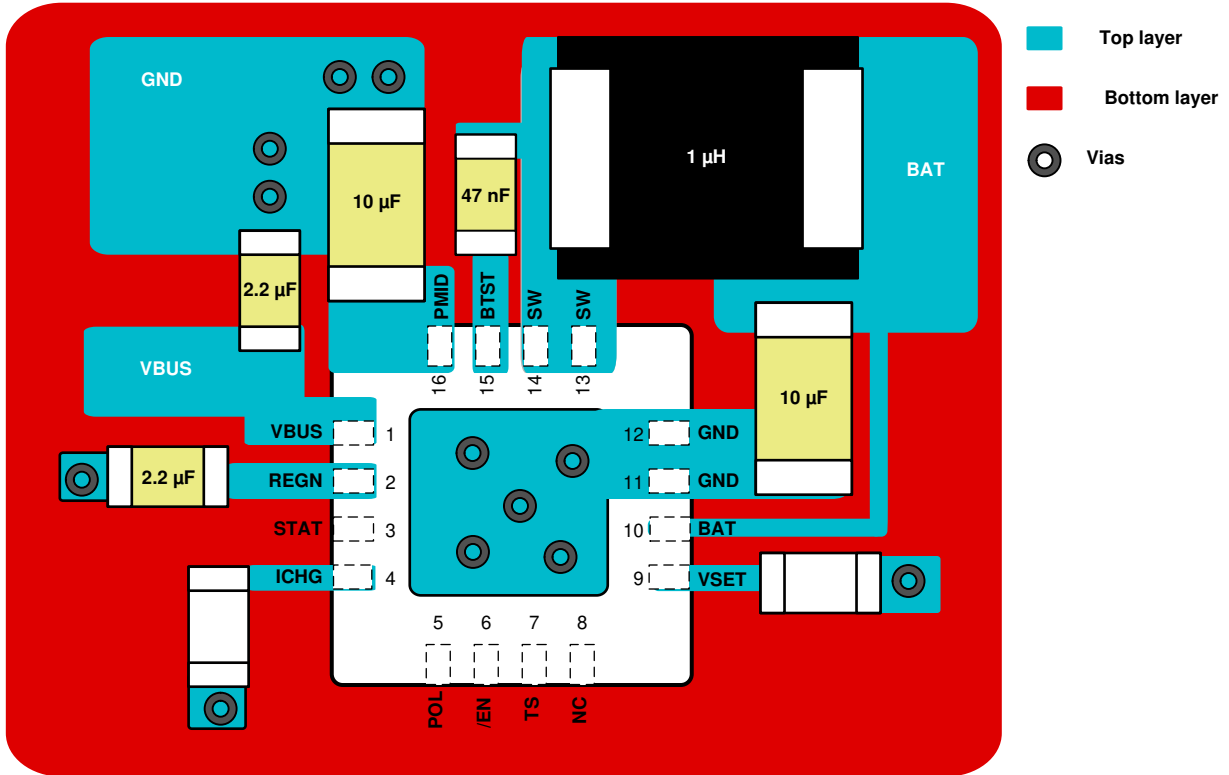 GND
1 µH
BAT
10 µF
47 nF
2.2 µF
PMID
BTST
SW
SW
VBUS
16
15
14
13
10 µF
VBUS
1
12
GND
2.2 µF
REGN
2
11
GND
STAT
3
10
BAT
ICHG
4
9
VSET
5
6
7
8
POL
/EN
TS
NC
Top layer
Bottom layer
Vias